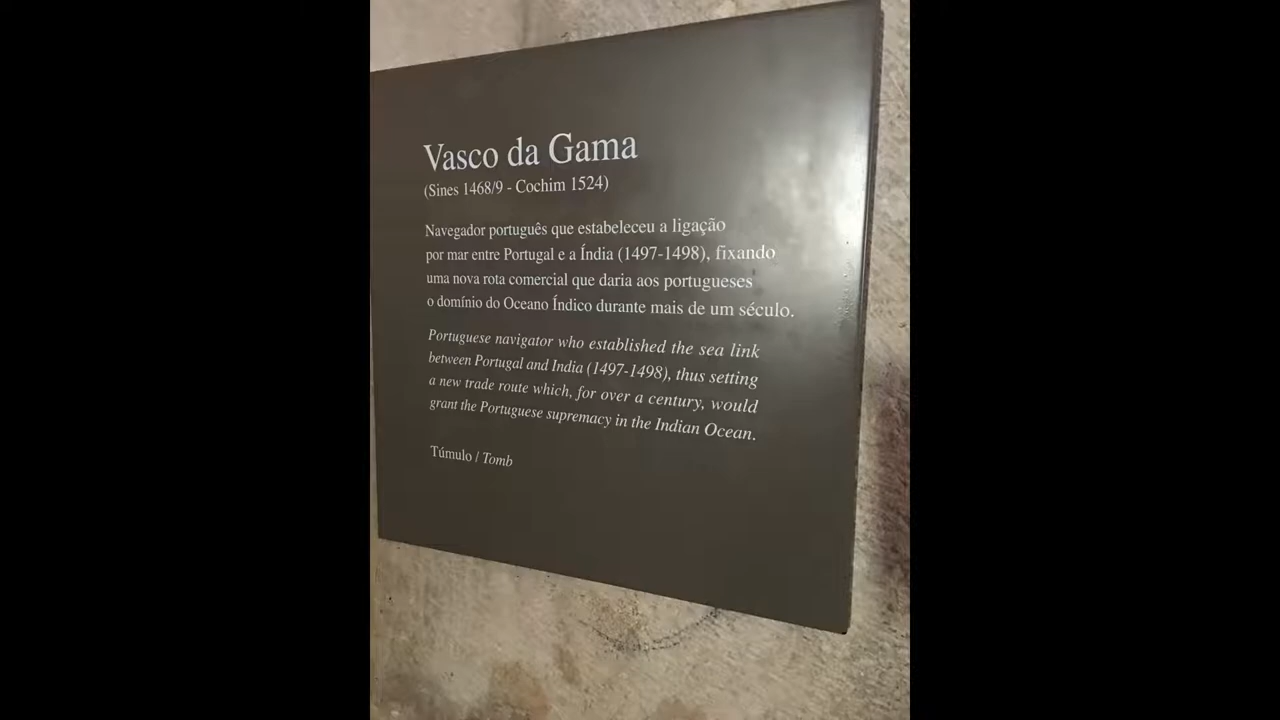 Vasco da Gama
(Sines 1468/9 - Cochim 1524)
Navegador português que estabeleceu a ligação
por mar entre Portugal e a Índia (1497-1498), fixando
uma nova rota comercial que daria aos portugueses
o domínio do Oceano Índico durante mais de um século.
Portuguese navigator who established the sea link
between Portugal and India (1497-1498), thus setting
a new trade route which, for over a century, would
grant the Portuguese supremacy in the Indian Ocean.
Túmulo / Tomb